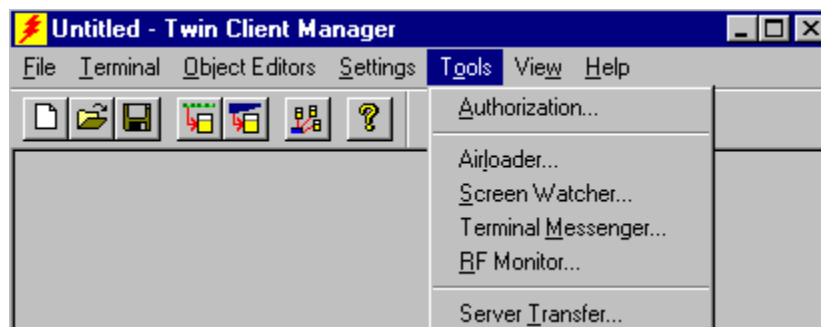 Untitled - Twin Client Manager
File Terminal Object Editors Settings Tools View Help
Authorization...
Airloader...
Screen Watcher...
Terminal Messenger...
RF Monitor...
Server Transfer...